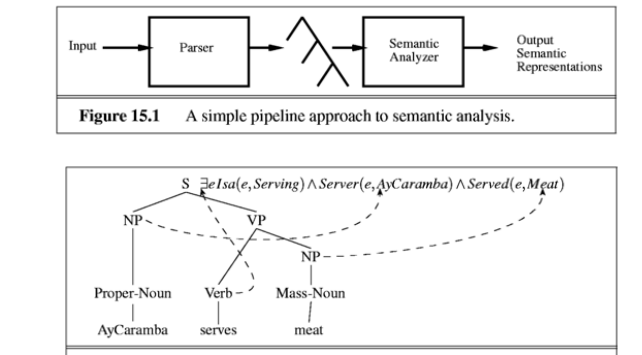 Input
Parser
Semantic
Analyzer
Output
Semantic
Representations
Figure 15.1 A simple pipeline approach to semantic analysis.
S ∃eIsa(e,Serving)∧Server(e,AyCaramba)∧Served(e,Meat)
NP VP
NP
Proper-Noun Verb Mass-Noun
AyCaramba serves meat